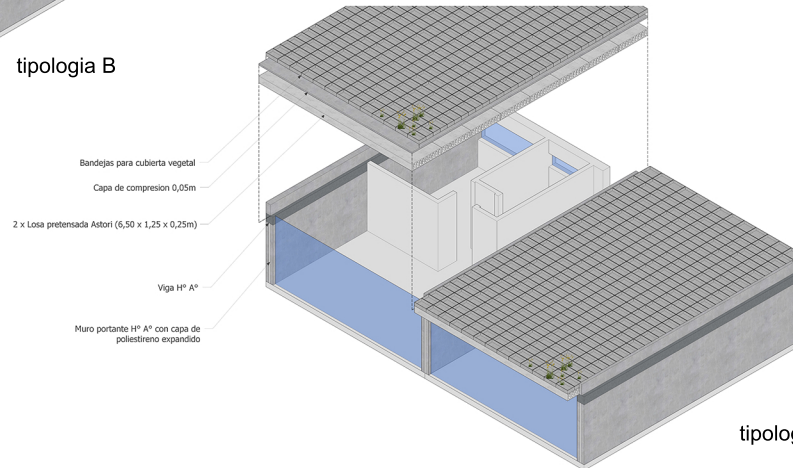 tipologia B
Bandejas para cubierta vegetal
Capa de compresion 0,05m
2 x Losa pretensada Astori (6,50 x 1,25 x 0,25m)
Viga H° A°
Muro portante H° A° con capa de
poliestireno expandido
tipolog